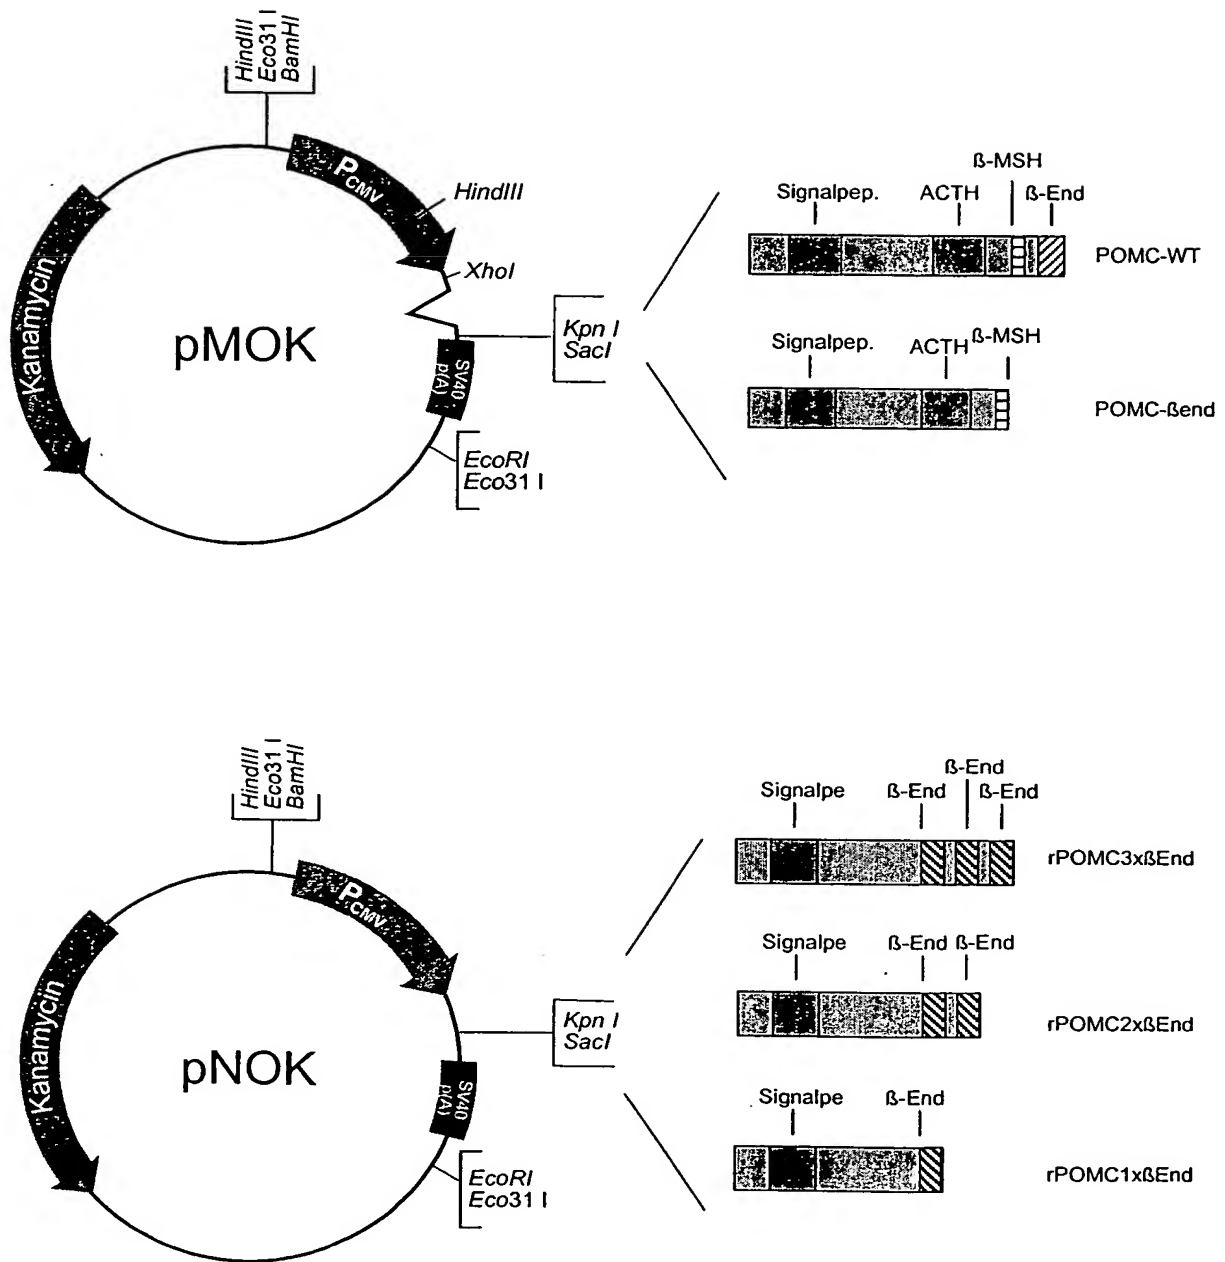 HindIII
Eco31 I
BamHI
PCMV
HindIII
XhoI
Kanamycin
pMOK
Kpn I
SacI
SV40
p(A)
EcoRI
Eco31 I
ß-MSH
Signalpep.
ACTH
ß-End
POMC-WT
Signalpep.
ACTH
ß-MSH
POMC-ßend
HindIII
Eco31 I
BamHI
PCMV
Kanamycin
pNOK
Kpn I
SacI
SV40
p(A)
EcoRI
Eco31 I
ß-End
Signalpe
ß-End
ß-End
rPOMC3xßEnd
Signalpe
ß-End
ß-End
rPOMC2xßEnd
Signalpe
ß-End
rPOMC1xßEnd